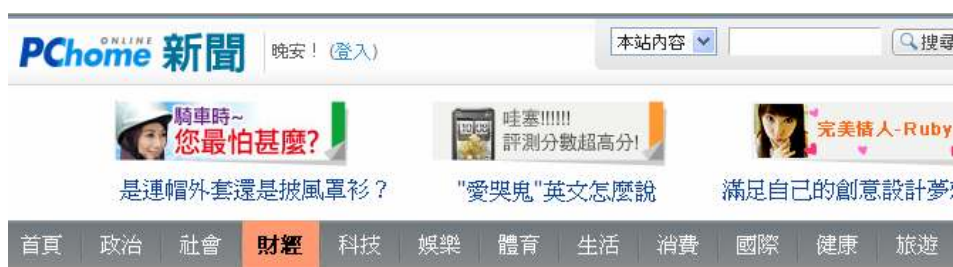 PChome ONLINE 新聞
晚安！ (登入)
本站內容
搜尋
騎車時~
您最怕甚麼?
哇塞!!!!!!
評測分數超高分!
完美情人-Ruby
是連帽外套還是披風罩衫？
"愛哭鬼"英文怎麼說
滿足自己的創意設計夢
首頁 政治 社會 財經 科技 娛樂 體育 生活 消費 國際 健康 旅遊